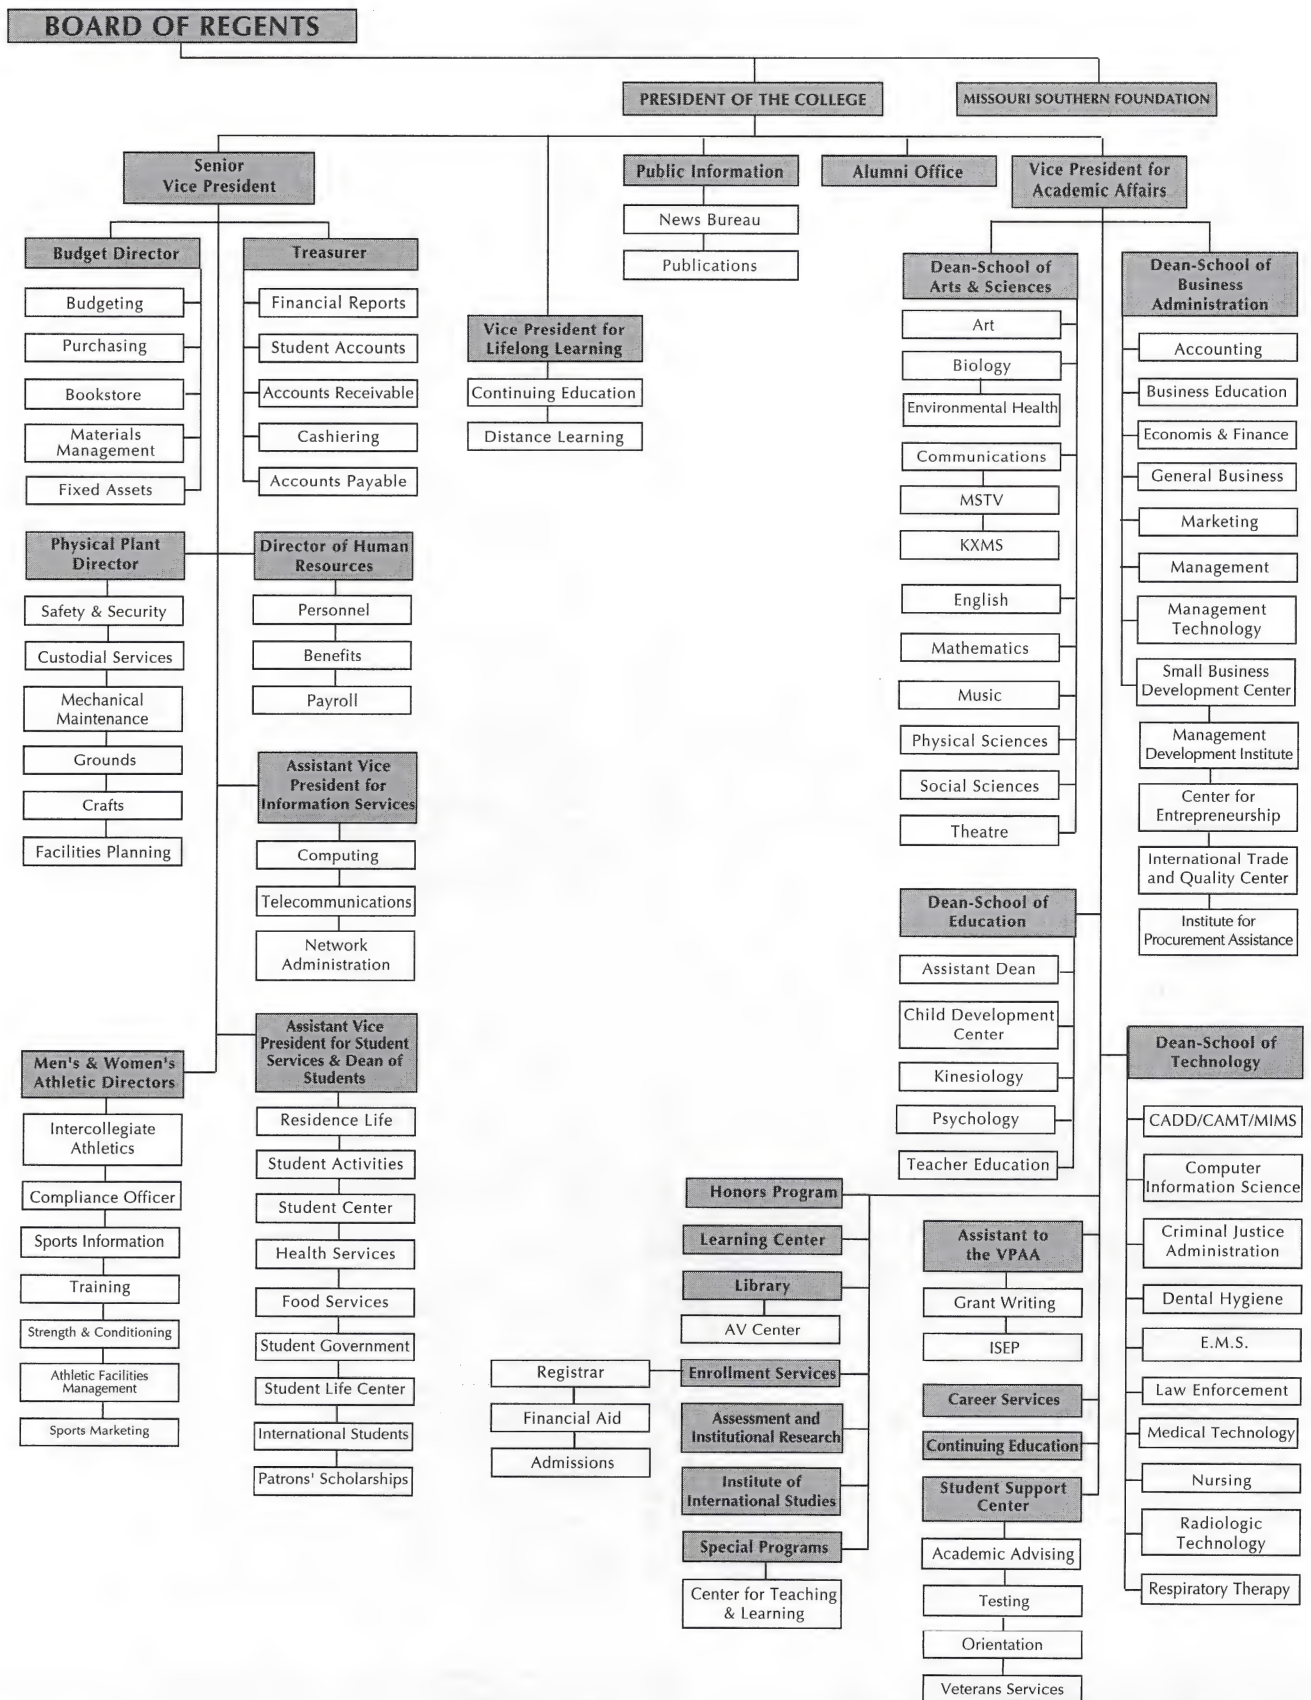 BOARD OF REGENTS
PRESIDENT OF THE COLLEGE
MISSOURI SOUTHERN FOUNDATION
Senior
Vice President
Budget Director
Budgeting
Purchasing
Bookstore
Materials
Management
Fixed Assets
Treasurer
Financial Reports
Student Accounts
Accounts Receivable
Cashiering
Accounts Payable
Physical Plant
Director
Safety & Security
Custodial Services
Mechanical
Maintenance
Grounds
Crafts
Facilities Planning
Director of Human
Resources
Personnel
Benefits
Payroll
Assistant Vice
President for
Information Services
Computing
Telecommunications
Network
Administration
Men's & Women's
Athletic Directors
Intercollegiate
Athletics
Compliance Officer
Sports Information
Training
Strength & Conditioning
Athletic Facilities
Management
Sports Marketing
Assistant Vice
President for Student
Services & Dean of
Students
Residence Life
Student Activities
Student Center
Health Services
Food Services
Student Government
Student Life Center
International Students
Patrons' Scholarships
Vice President for
Lifelong Learning
Continuing Education
Distance Learning
Public Information
News Bureau
Publications
Alumni Office
Vice President for
Academic Affairs
Dean-School of
Arts & Sciences
Art
Biology
Environmental Health
Communications
MSTV
KXMS
English
Mathematics
Music
Physical Sciences
Social Sciences
Theatre
Dean-School of
Business
Administration
Accounting
Business Education
Economis & Finance
General Business
Marketing
Management
Management
Technology
Small Business
Development Center
Management
Development Institute
Center for
Entrepreneurship
International Trade
and Quality Center
Institute for
Procurement Assistance
Dean-School of
Education
Assistant Dean
Child Development
Center
Kinesiology
Psychology
Teacher Education
Dean-School of
Technology
CADD/CAMT/MIMS
Computer
Information Science
Criminal Justice
Administration
Dental Hygiene
E.M.S.
Law Enforcement
Medical Technology
Nursing
Radiologic
Technology
Respiratory Therapy
Honors Program
Learning Center
Library
AV Center
Enrollment Services
Registrar
Financial Aid
Admissions
Assessment and
Institutional Research
Institute of
International Studies
Special Programs
Center for Teaching
& Learning
Assistant to
the VPAA
Grant Writing
ISEP
Career Services
Continuing Education
Student Support
Center
Academic Advising
Testing
Orientation
Veterans Services